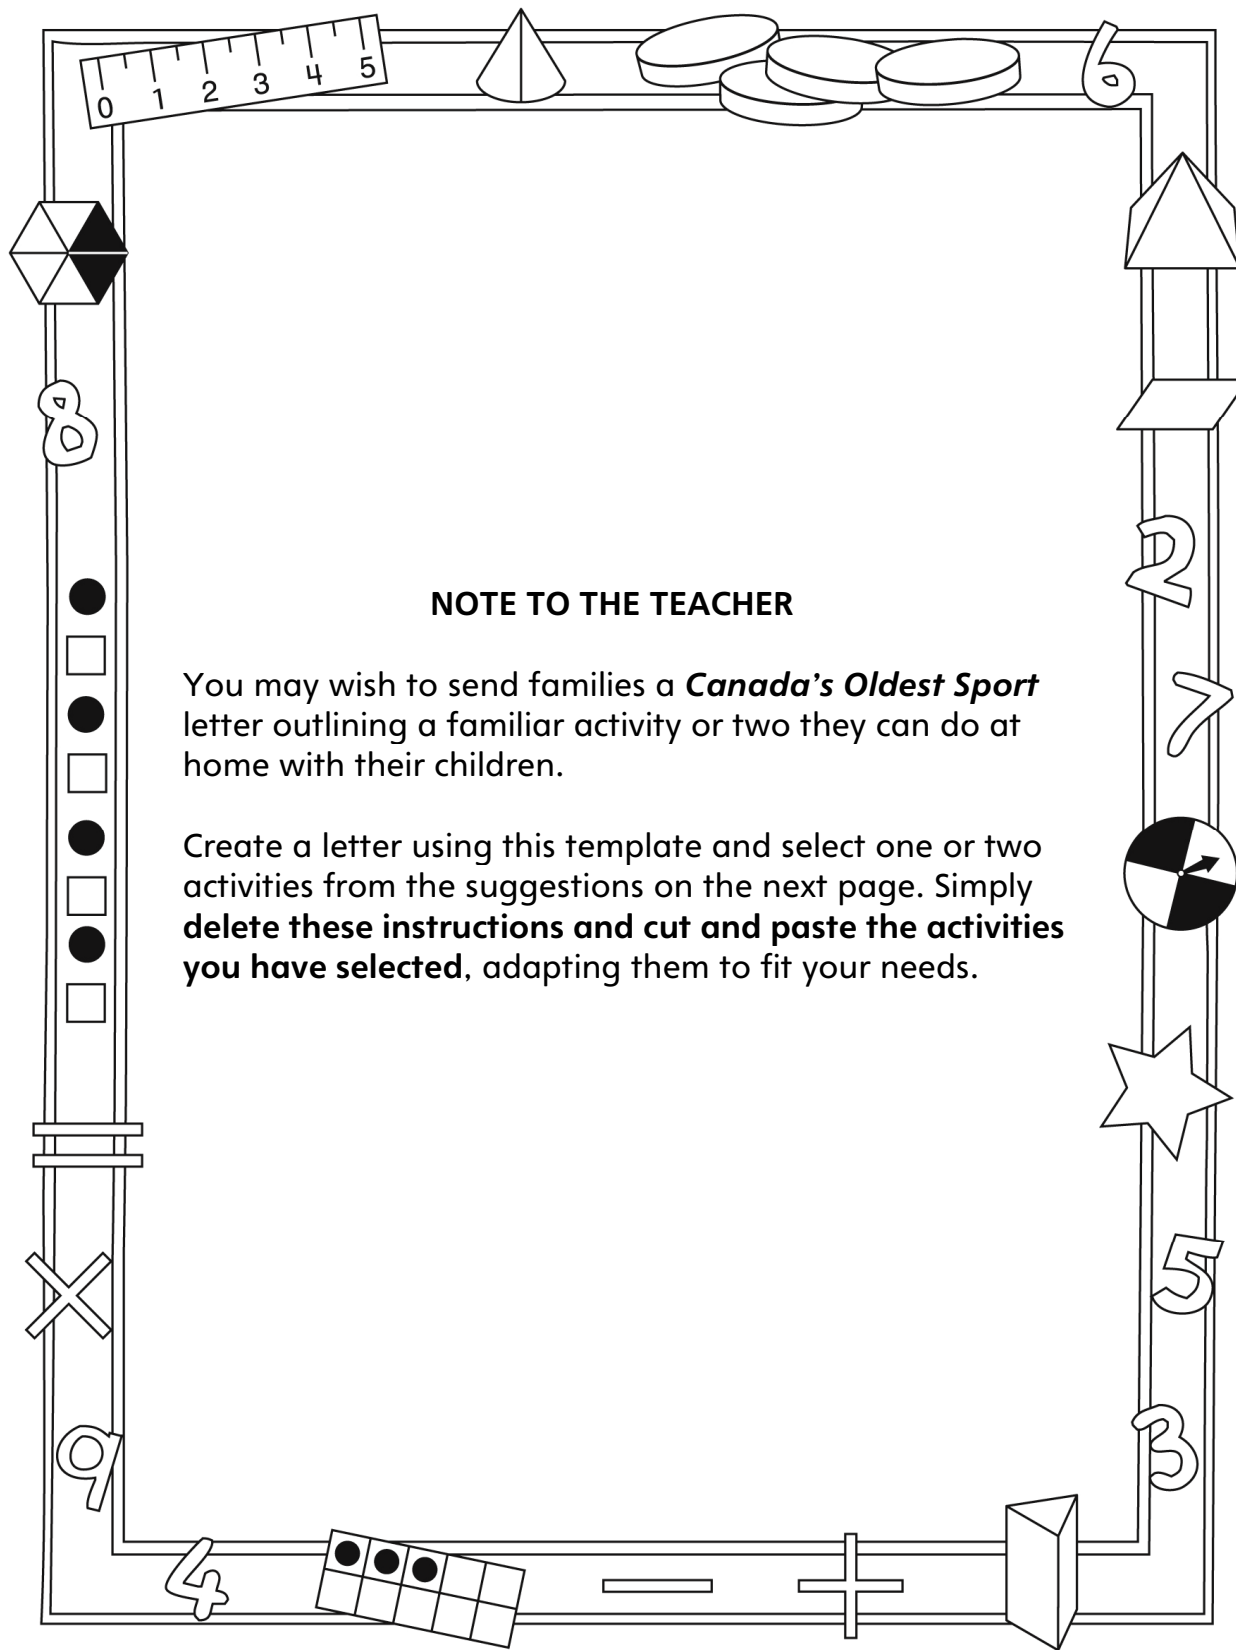 0 1 2 3 4 5
6
8
2
7
NOTE TO THE TEACHER
You may wish to send families a Canada's Oldest Sport
letter outlining a familiar activity or two they can do at
home with their children.
Create a letter using this template and select one or two
activities from the suggestions on the next page. Simply
delete these instructions and cut and paste the activities
you have selected, adapting them to fit your needs.
=
×
5
9
3
4
− +